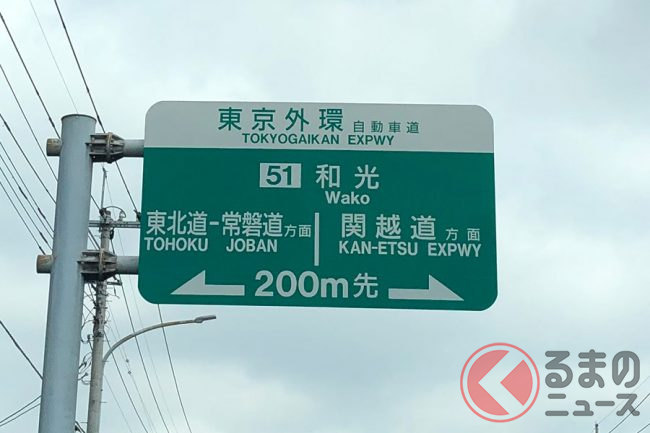 東京外環 自動車道
TOKYOGAIKAN EXPWY
51 和光
Wako
東北道-常磐道方面
TOHOKU JOBAN
関越道方面
KAN-ETSU EXPWY
200m先
くるまの
ニュース